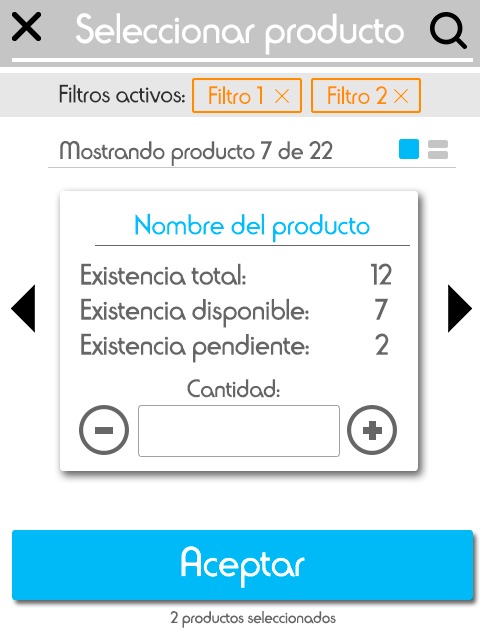 Seleccionar producto
Filtros activos: Filtro 1 Filtro 2
Mostrando producto 7 de 22
Nombre del producto
Existencia total: 12
Existencia disponible: 7
Existencia pendiente: 2
Cantidad:
Aceptar
2 productos seleccionados